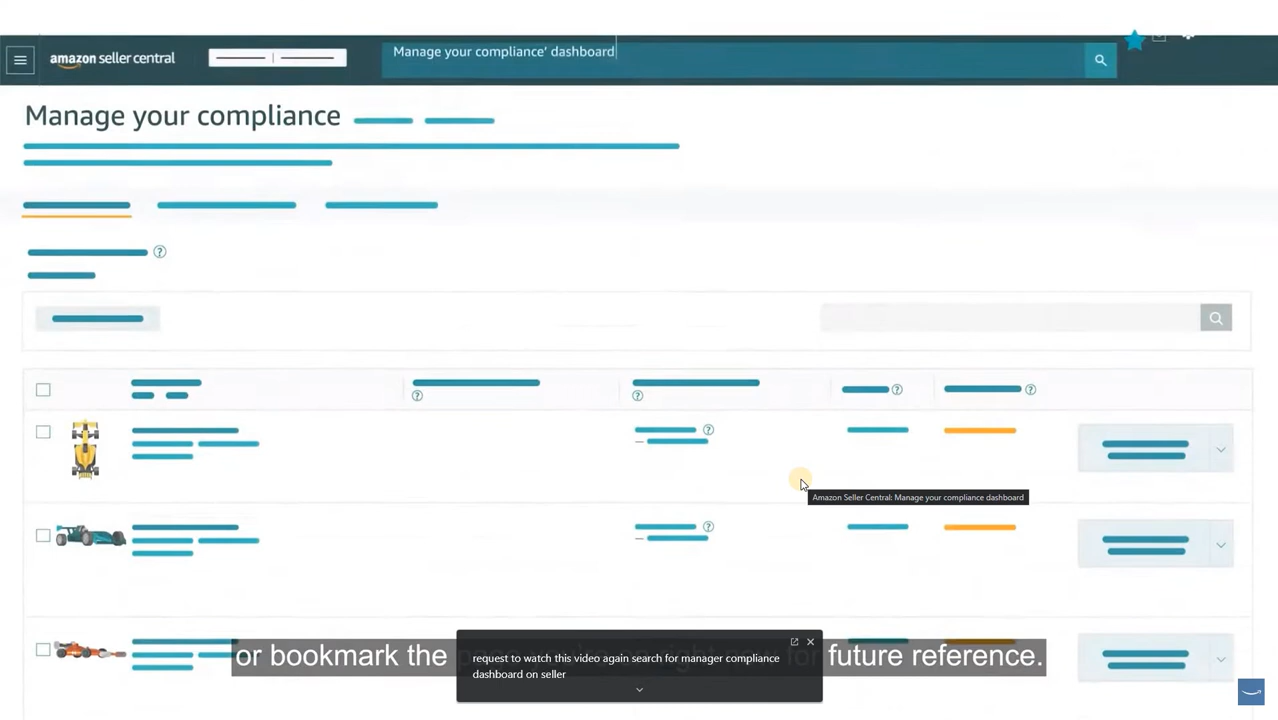 amazon seller central
Manage your compliance' dashboard
Manage your compliance
Amazon Seller Central: Manage your compliance dashboard
or bookmark the
future reference.
request to watch this video again search for manager compliance
dashboard on seller